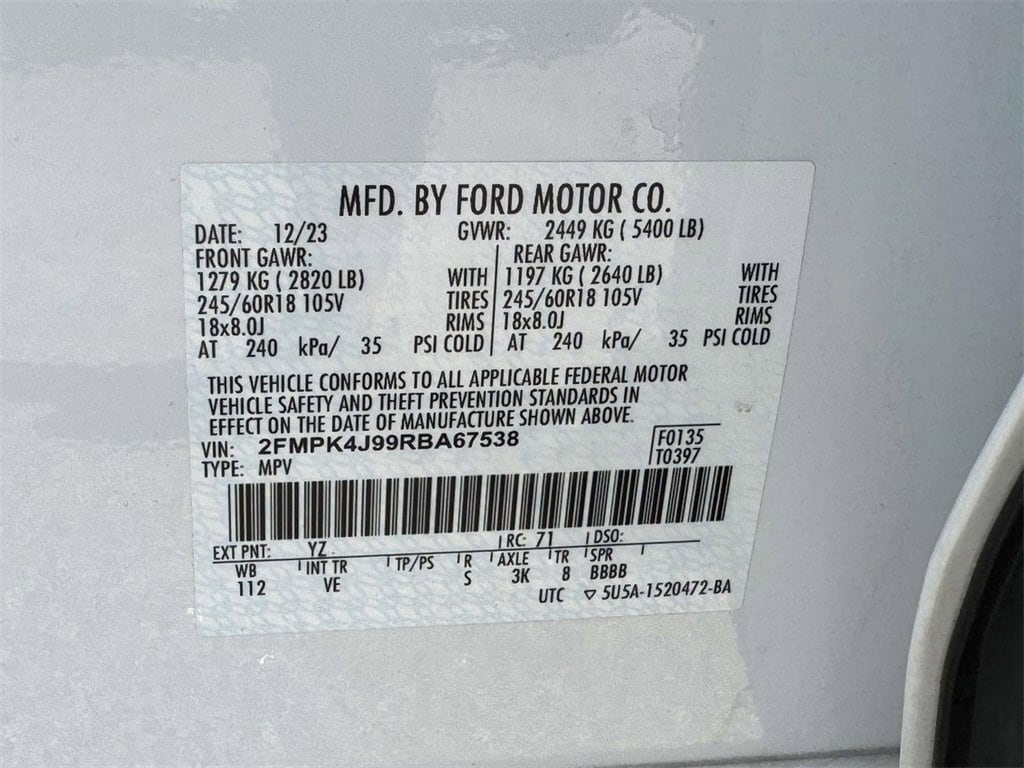 MFD. BY FORD MOTOR CO.
DATE: 12/23 GVWR: 2449 KG ( 5400 LB)
FRONT GAWR: REAR GAWR:
1279 KG ( 2820 LB) WITH 1197 KG ( 2640 LB) WITH
245/60R18 105V TIRES 245/60R18 105V TIRES
18x8.0J RIMS 18x8.0J RIMS
AT 240 kPa/ 35 PSI COLD AT 240 kPa/ 35 PSI COLD
THIS VEHICLE CONFORMS TO ALL APPLICABLE FEDERAL MOTOR
VEHICLE SAFETY AND THEFT PREVENTION STANDARDS IN
EFFECT ON THE DATE OF MANUFACTURE SHOWN ABOVE.
VIN: 2FMPK4J99RBA67538 F0135
TYPE: MPV T0397
EXT PNT: YZ RC: 71 DSO:
WB INT TR TP/PS R AXLE TR SPR
112 VE S 3K 8 BBBB
UTC ▽ 5U5A-1520472-BA